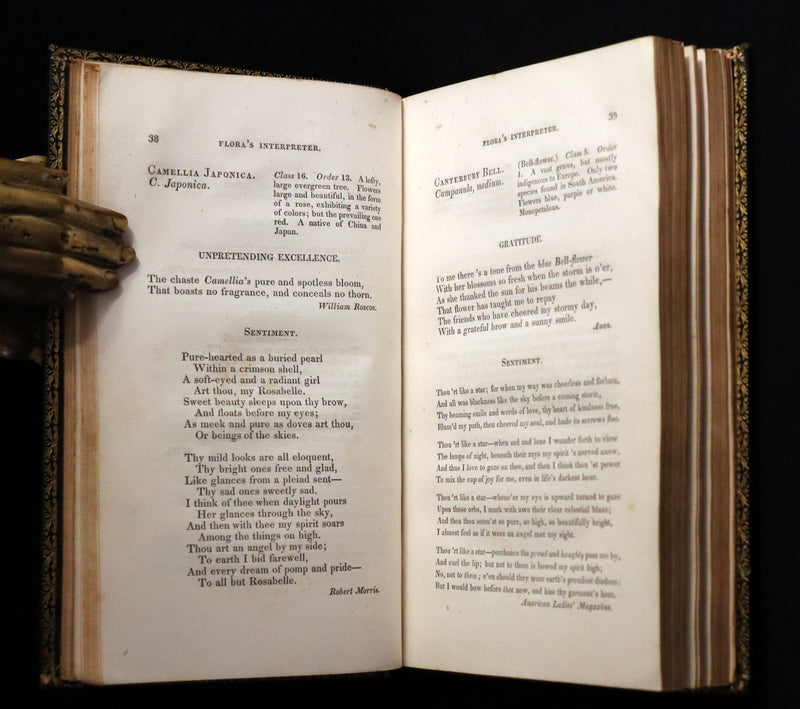 38
FLORA'S INTERPRETER.
CAMELLIA JAPONICA.
C. Japonica.
Class 16. Order 13. A lofty,
large evergreen tree. Flowers
large and beautiful, in the form
of a rose, exhibiting a variety
of colors; but the prevailing one
red. A native of China and
Japan.
UNPRETENDING EXCELLENCE.
The chaste Camellia's pure and spotless bloom,
That boasts no fragrance, and conceals no thorn.
William Roscoe.
SENTIMENT.
Pure-hearted as a buried pearl
Within a crimson shell,
A soft-eyed and a radiant girl
Art thou, my Rosabelle.
Sweet beauty sleeps upon thy brow,
And floats before my eyes;
As meek and pure as doves art thou,
Or beings of the skies.
Thy mild looks are all eloquent,
Thy bright ones free and glad,
Like glances from a pleiad sent—
Thy sad ones sweetly sad.
I think of thee when daylight pours
Her glances through the sky,
And then with thee my spirit soars
Among the things on high.
Thou art an angel by my side;
To earth I bid farewell,
And every dream of pomp and pride—
To all but Rosabelle.
Robert Morris.
39
FLORA'S INTERPRETER.
CANTERBURY BELL.
Campanula, medium.
(Bell-flower.) Class 5. Order
1. A vast genus, but mostly
indigenous to Europe. Only two
species found in South America.
Flowers blue, purple or white.
Monopetalous.
GRATITUDE.
To me there 's a tone from the blue Bell-flower
With her blossoms so fresh when the storm is o'er,
As she thanked the sun for his beams the while,—
That flower has taught me to repay
The friends who have cheered my stormy day,
With a grateful brow and a sunny smile.
Anon.
SENTIMENT.
Thou 'rt like a star; for when my way was cheerless and forlorn,
And all was blackness like the sky before a coming storm,
Thy beaming smile and words of love, thy heart of kindness free,
Illum'd my path, then cheered my soul, and bade its sorrows flee.
Thou 'rt like a star—when sad and lone I wander forth to view
The lamps of night, beneath their rays my spirit 's nerved anew,
And thus I love to gaze on thee, and then I think thou 'st power
To mix the cup of joy for me, even in life's darkest hour.
Thou 'rt like a star—whene'er my eye is upward turned to gaze
Upon those orbs, I mark with awe their clear celestial blaze;
And then thou seem'st so pure, so high, so beautifully bright,
I almost feel as if it were an angel met my sight.
Thou 'rt like a star—perchance the proud and haughty pass me by,
And curl the lip; but not to them is bowed my spirit high;
No, not to them; e'en should they wear earth's proudest diadem;
But I would bow before thee now, and kiss thy garment's hem.
American Ladies' Magazine.